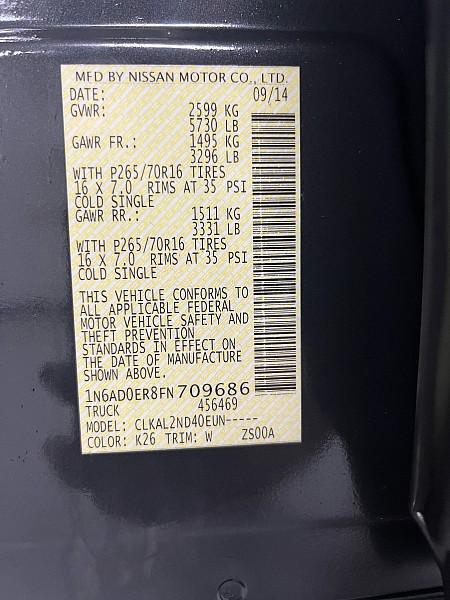 MFD BY NISSAN MOTOR CO., LTD.
DATE: 09/14
GVWR: 2599 KG
5730 LB
GAWR FR.: 1495 KG
3296 LB
WITH P265/70R16 TIRES
16 X 7.0 RIMS AT 35 PSI
COLD SINGLE
GAWR RR.: 1511 KG
3331 LB
WITH P265/70R16 TIRES
16 X 7.0 RIMS AT 35 PSI
COLD SINGLE
THIS VEHICLE CONFORMS TO
ALL APPLICABLE FEDERAL
MOTOR VEHICLE SAFETY AND
THEFT PREVENTION
STANDARDS IN EFFECT ON
THE DATE OF MANUFACTURE
SHOWN ABOVE.
1N6AD0ER8FN709686
TRUCK 456469
MODEL: CLKAL2ND40EUN-----
COLOR: K26 TRIM: W ZS00A